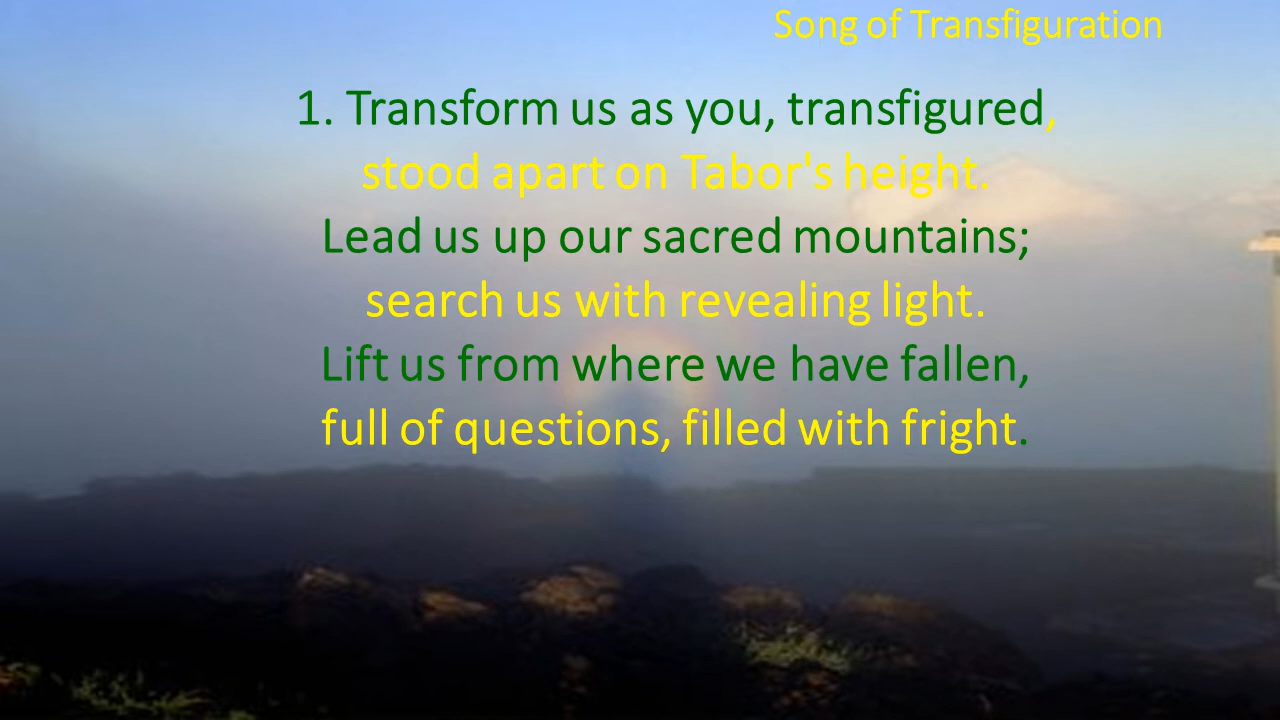 Song of Transfiguration
1. Transform us as you, transfigured,
stood apart on Tabor's height.
Lead us up our sacred mountains;
search us with revealing light.
Lift us from where we have fallen,
full of questions, filled with fright.